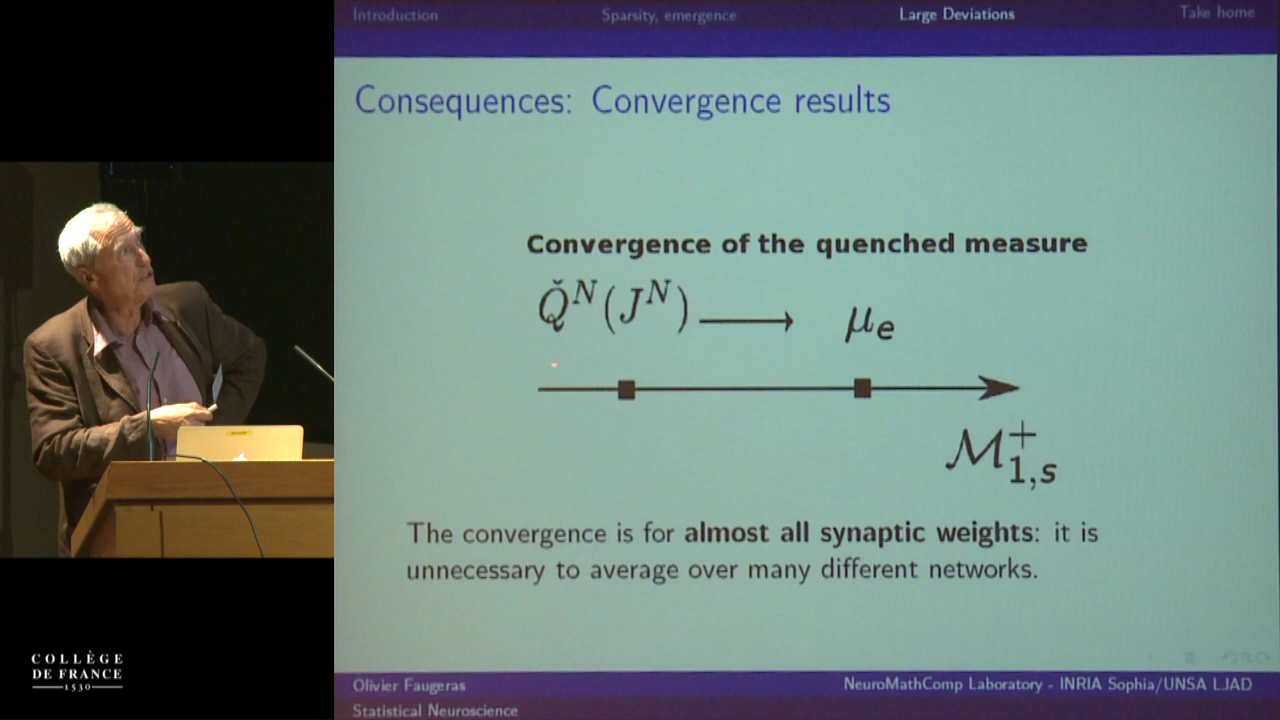 Introduction
Sparsity, emergence
Large Deviations
Take home
Consequences: Convergence results
Convergence of the quenched measure
Q̌^N(J^N) ⟶ μ_e
M^+_{1,s}
The convergence is for almost all synaptic weights: it is
unnecessary to average over many different networks.
Olivier Faugeras
NeuroMathComp Laboratory - INRIA Sophia/UNSA LJAD
Statistical Neuroscience
COLLÈGE
DE FRANCE
1530